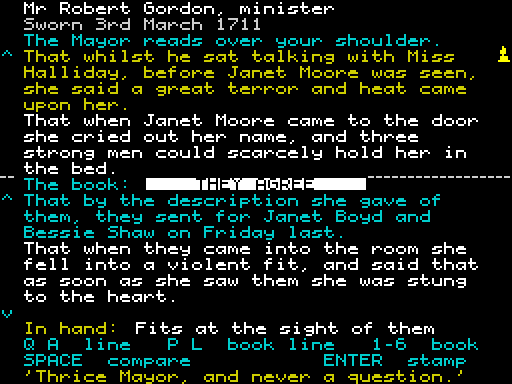 Mr Robert Gordon, minister
Sworn 3rd March 1711
The Mayor reads over your shoulder.
^ That whilst he sat talking with Miss
Halliday, before Janet Moore was seen,
she said a great terror and heat came
upon her.
That when Janet Moore came to the door
she cried out her name, and three
strong men could scarcely hold her in
the bed.
The book: THEY AGREE
^ That by the description she gave of
them, they sent for Janet Boyd and
Bessie Shaw on Friday last.
That when they came into the room she
fell into a violent fit, and said that
as soon as she saw them she was stung
to the heart.
v
In hand: Fits at the sight of them
Q A line P L book line 1-6 book
SPACE compare ENTER stamp
'Thrice Mayor, and never a question.'